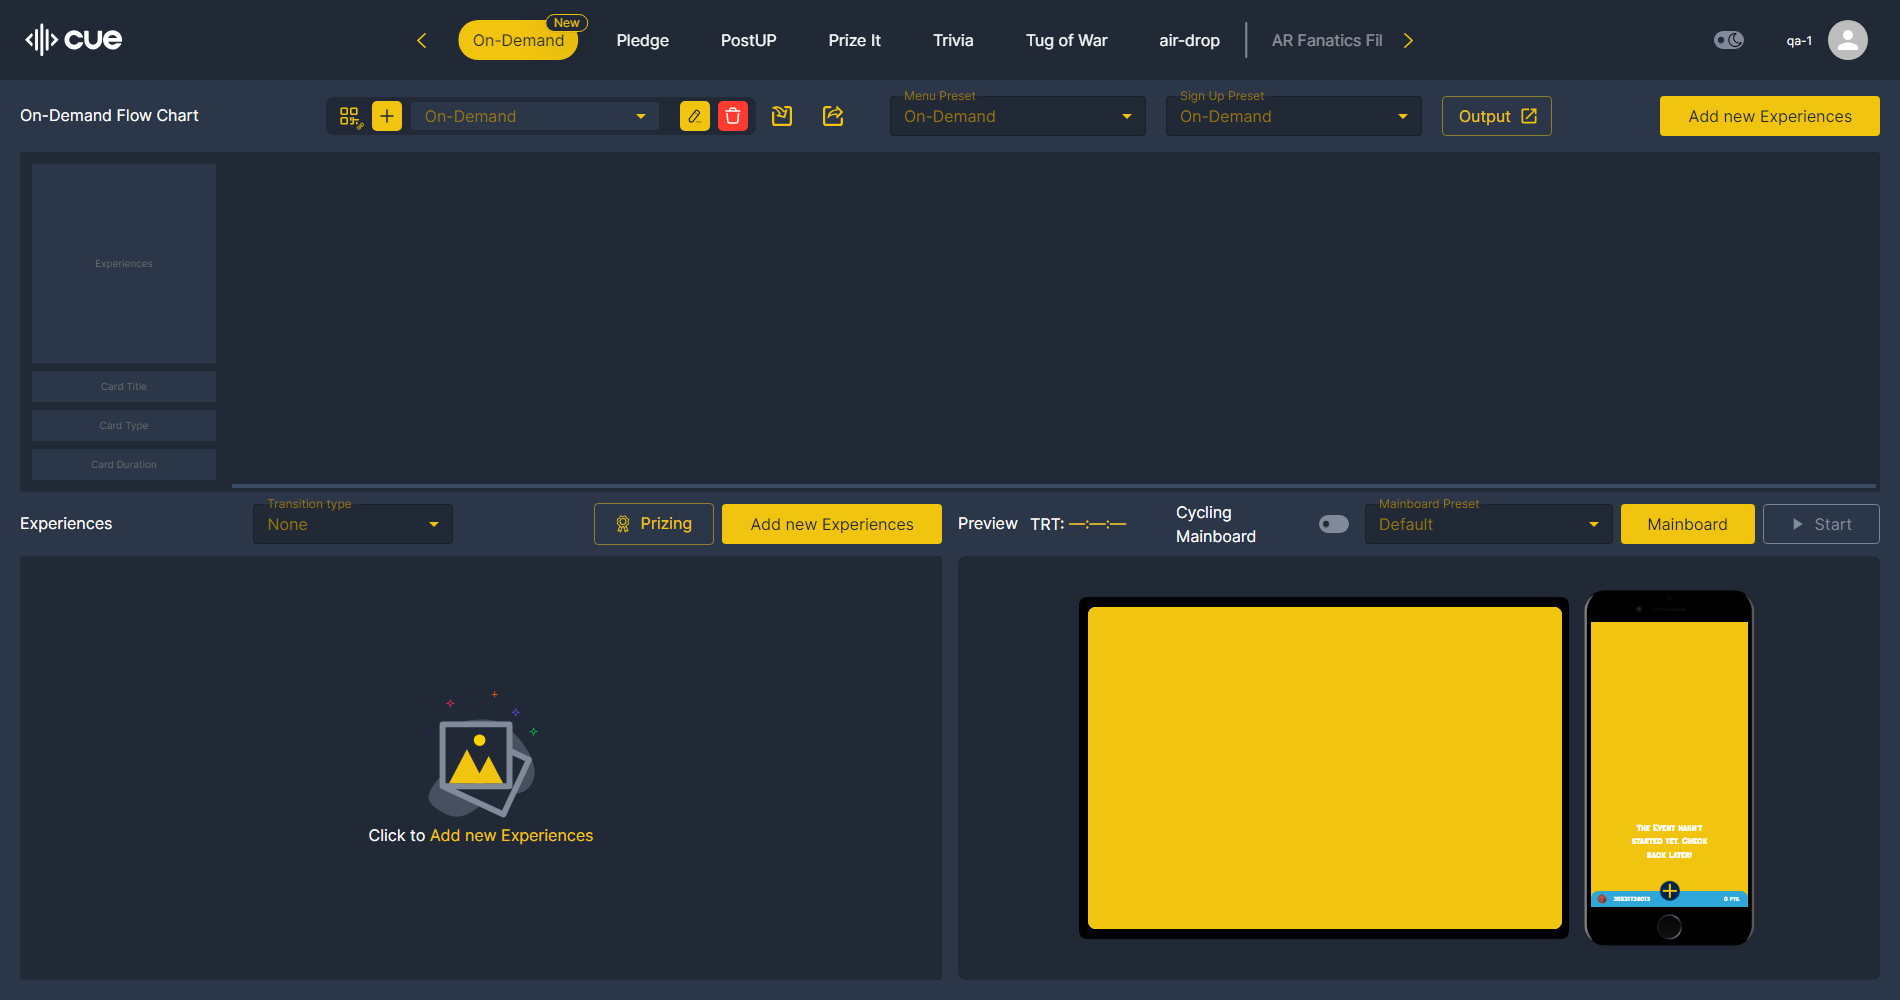 cue
On-Demand
New
Pledge
PostUP
Prize It
Trivia
Tug of War
air-drop
AR Fanatics Fil
qa-1
On-Demand Flow Chart
On-Demand
Menu Preset
On-Demand
Sign Up Preset
On-Demand
Output
Add new Experiences
Experiences
Card Title
Card Type
Card Duration
Experiences
Transition type
None
Prizing
Add new Experiences
Preview
TRT: —:—:—
Cycling
Mainboard
Mainboard Preset
Default
Mainboard
Start
Click to Add new Experiences
The Event hasn't
started yet. Check
back later!
0 pts.